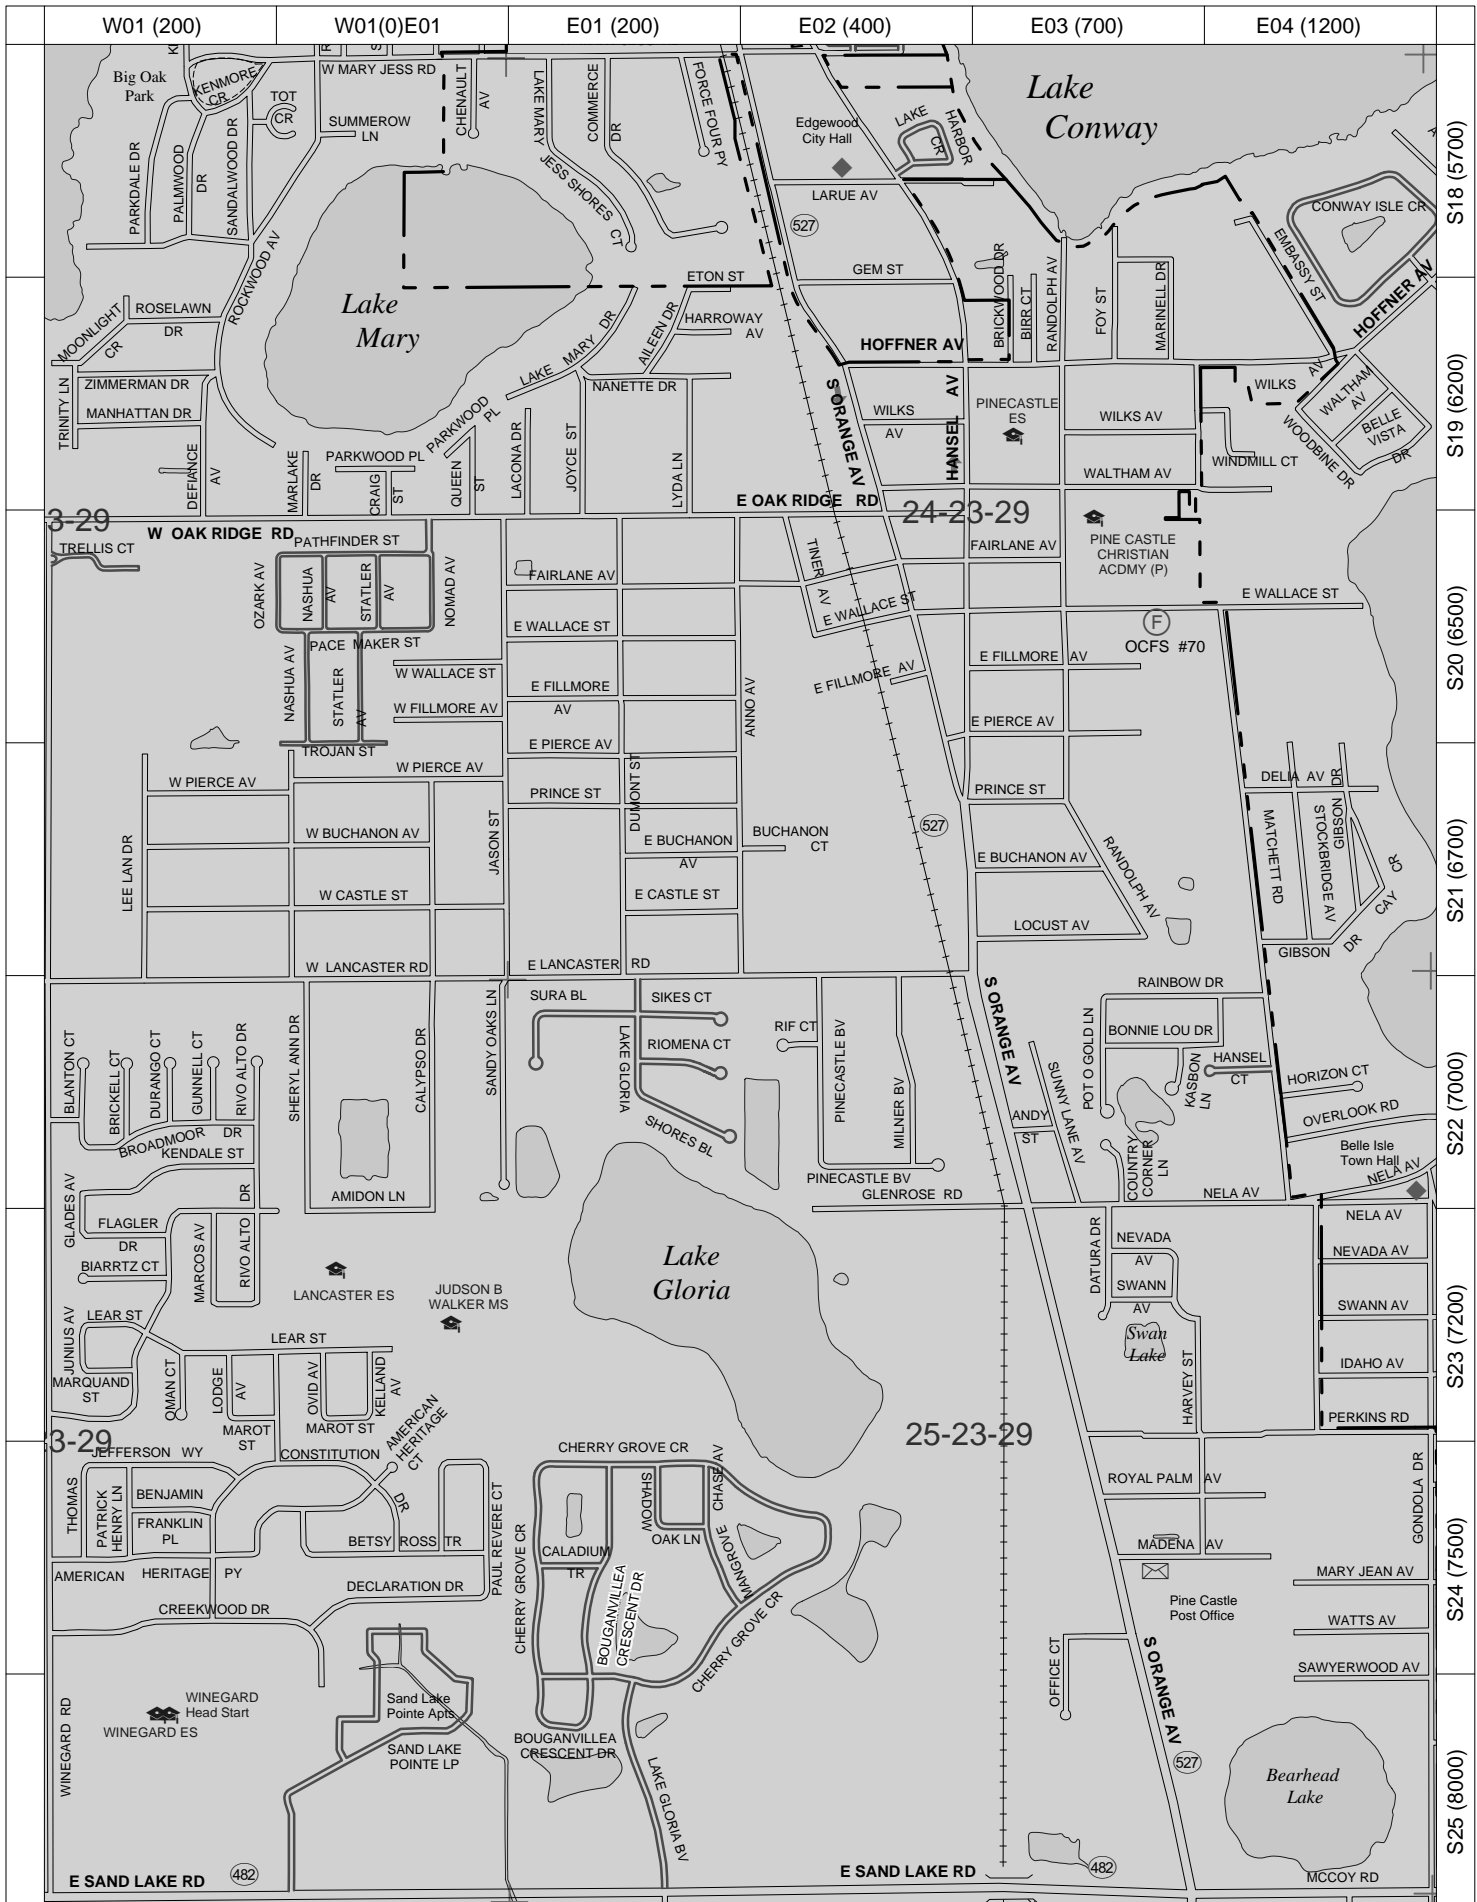 W01 (200)
W01(0)E01
E01 (200)
E02 (400)
E03 (700)
E04 (1200)
S18 (5700)
S19 (6200)
S20 (6500)
S21 (6700)
S22 (7000)
S23 (7200)
S24 (7500)
S25 (8000)
Big Oak
Park
KENMORE
CR
TOT
CR
W MARY JESS RD
SUMMEROW
LN
CHENAULT
AV
LAKE MARY
JESS SHORES
CT
COMMERCE
DR
FORCE FOUR PY
Edgewood
City Hall
LAKE
CR
HARBOR
Lake
Conway
LARUE AV
527
CONWAY ISLE CR
EMBASSY ST
HOFFNER AV
PARKDALE DR
PALMWOOD
DR
SANDALWOOD DR
ROCKWOOD AV
GEM ST
ETON ST
BRICKWOOD DR
BIRR CT
RANDOLPH AV
FOY ST
MARINELL DR
Lake
Mary
ROSELAWN
DR
MOONLIGHT
CR
LAKE MARY DR
AILEEN DR
HARROWAY
AV
HOFFNER AV
TRINITY LN
ZIMMERMAN DR
MANHATTAN DR
NANETTE DR
S ORANGE AV
WILKS
AV
HANSEL AV
PINECASTLE
ES
WILKS AV
WILKS
AV
WALTHAM
AV
BELLE
VISTA
DR
WOODBINE DR
WINDMILL CT
WALTHAM AV
PARKWOOD
PL
PARKWOOD PL
DEFIANCE
AV
MARLAKE
DR
CRAIG
ST
QUEEN
ST
LACONA DR
JOYCE ST
LYDA LN
E OAK RIDGE RD
24-23-29
3-29
W OAK RIDGE RD
TRELLIS CT
PATHFINDER ST
OZARK AV
NASHUA
AV
STATLER
AV
NOMAD AV
FAIRLANE AV
TINER
AV
FAIRLANE AV
PINE CASTLE
CHRISTIAN
ACDMY (P)
E WALLACE ST
E WALLACE ST
E WALLACE ST
F
OCFS #70
PACE MAKER ST
NASHUA AV
STATLER
AV
W WALLACE ST
W FILLMORE AV
TROJAN ST
E FILLMORE
AV
E FILLMORE AV
E FILLMORE AV
ANNO AV
E PIERCE AV
E PIERCE AV
W PIERCE AV
W PIERCE AV
PRINCE ST
DUMONT ST
PRINCE ST
DELIA AV
GIBSON
DR
W BUCHANON AV
JASON ST
E BUCHANON
AV
BUCHANON
CT
527
E BUCHANON AV
RANDOLPH AV
MATCHETT RD
STOCKBRIDGE AV
CAY CR
LEE LAN DR
W CASTLE ST
E CASTLE ST
LOCUST AV
GIBSON
DR
W LANCASTER RD
E LANCASTER RD
RAINBOW DR
SURA BL
SIKES CT
SANDY OAKS LN
LAKE GLORIA
SHORES BL
RIOMENA CT
RIF CT
PINECASTLE BV
MILNER BV
S ORANGE AV
POT O GOLD LN
BONNIE LOU DR
HANSEL
CT
KASBON
LN
HORIZON CT
OVERLOOK RD
BLANTON CT
BRICKELL CT
DURANGO CT
GUNNELL CT
RIVO ALTO DR
SHERYL ANN DR
CALYPSO DR
BROADMOOR
DR
KENDALE ST
ANDY
ST
SUNNY LANE AV
COUNTRY
CORNER
LN
Belle Isle
Town Hall
NELA AV
PINECASTLE BV
GLENROSE RD
NELA AV
NELA AV
AMIDON LN
GLADES AV
FLAGLER
DR
BIARRTZ CT
MARCOS AV
RIVO ALTO
DR
LANCASTER ES
JUDSON B
WALKER MS
Lake
Gloria
DATURA DR
NEVADA
AV
NEVADA AV
SWANN
AV
SWANN AV
Swan
Lake
IDAHO AV
HARVEY ST
PERKINS RD
JUNIUS AV
LEAR ST
LEAR ST
MARQUAND
ST
OMAN CT
LODGE
AV
OVID AV
KELLAND
AV
MAROT
ST
MAROT ST
AMERICAN
HERITAGE
CT
3-29
25-23-29
JEFFERSON WY
CONSTITUTION
DR
CHERRY GROVE CR
CHASE AV
ROYAL PALM AV
GONDOLA DR
THOMAS
PATRICK
HENRY LN
BENJAMIN
FRANKLIN
PL
BETSY ROSS TR
PAUL REVERE CT
CHERRY GROVE CR
SHADOW
OAK LN
MANGROVE
CALADIUM
TR
MADENA AV
AMERICAN HERITAGE PY
DECLARATION DR
CREEKWOOD DR
BOUGANVILLEA
CRESCENT DR
CHERRY GROVE CR
Pine Castle
Post Office
MARY JEAN AV
WATTS AV
SAWYERWOOD AV
OFFICE CT
S ORANGE AV
WINEGARD RD
WINEGARD
Head Start
WINEGARD ES
Sand Lake
Pointe Apts
SAND LAKE
POINTE LP
BOUGANVILLEA
CRESCENT DR
LAKE GLORIA BV
527
Bearhead
Lake
E SAND LAKE RD
482
E SAND LAKE RD
482
MCCOY RD